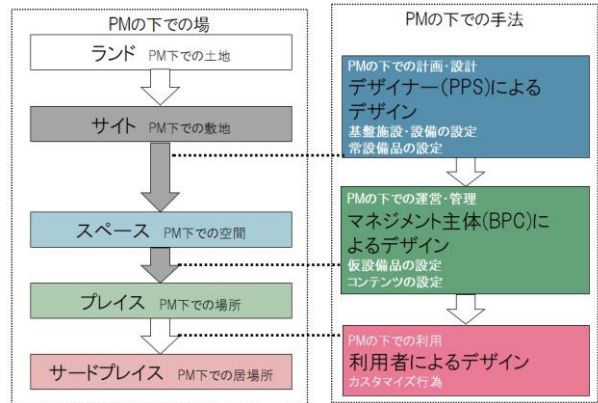 PMの下での場
ランド PM下での土地
サイト PM下での敷地
スペース PM下での空間
プレイス PM下での場所
サードプレイス PM下での居場所
PMの下での手法
PMの下での計画・設計
デザイナー(PPS)による
デザイン
基盤施設・設備の設定
常設備品の設定
PMの下での運営・管理
マネジメント主体(BPC)に
よるデザイン
仮設備品の設定
コンテンツの設定
PMの下での利用
利用者によるデザイン
カスタマイズ行為